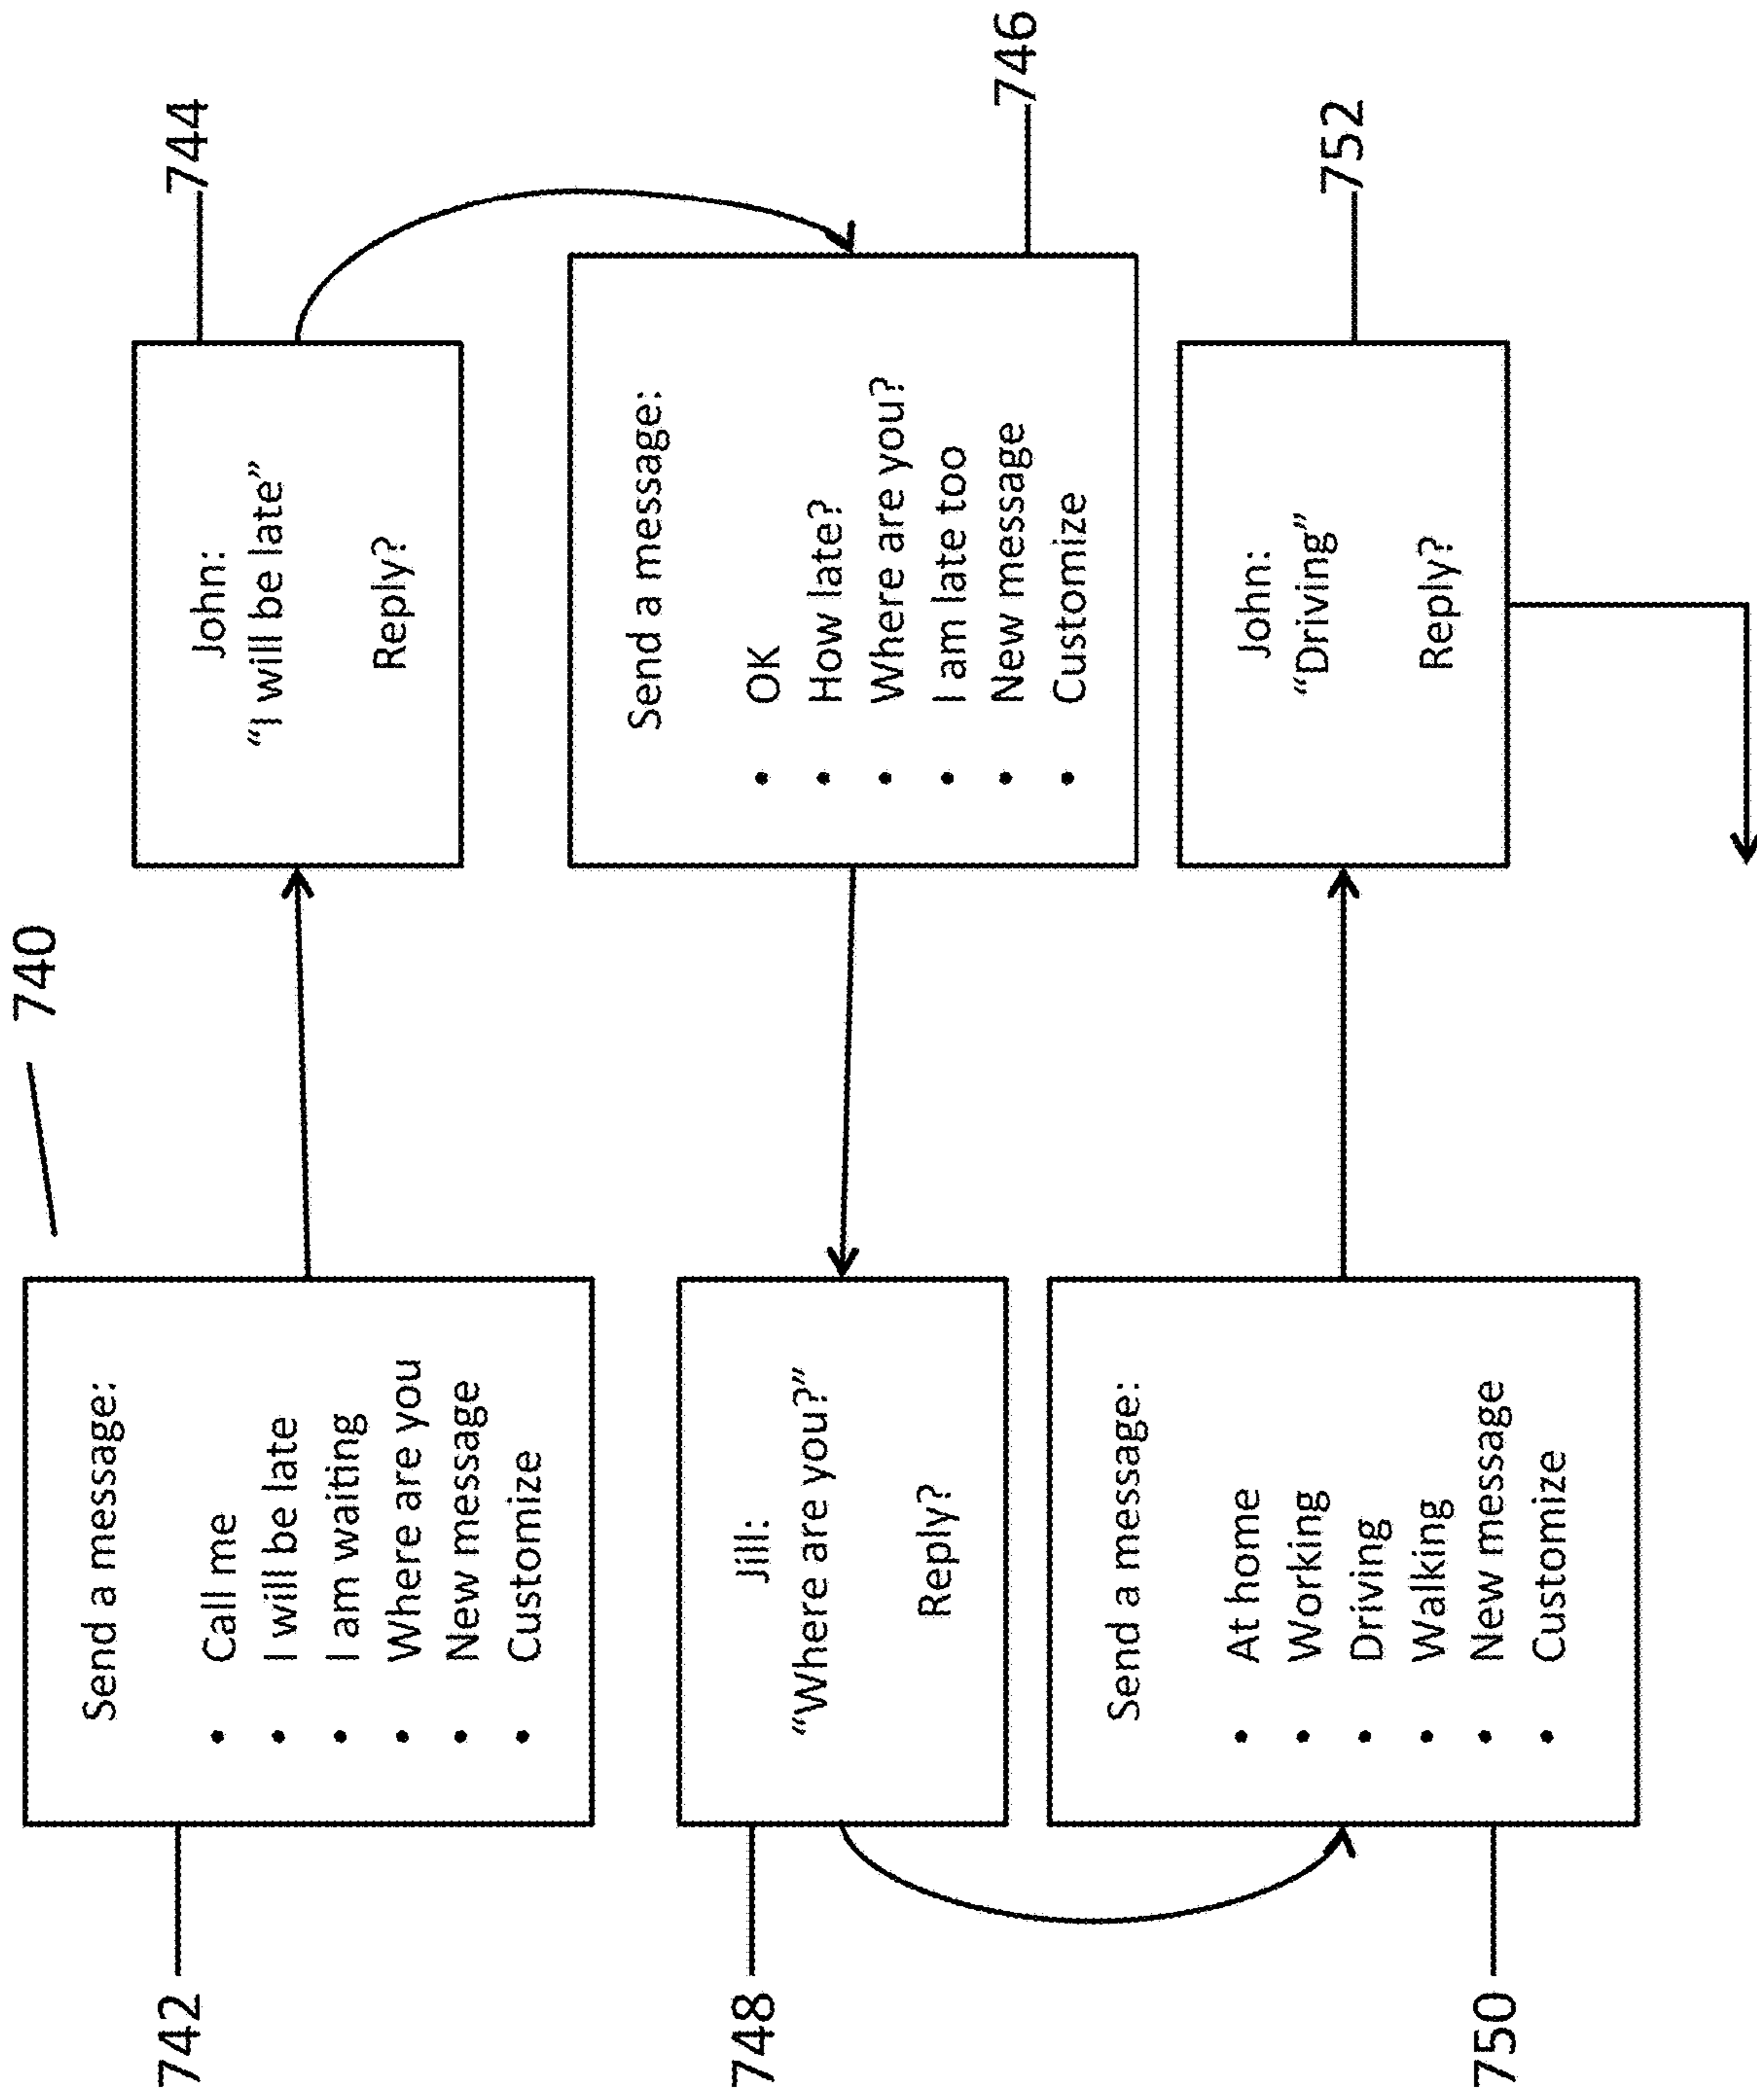 740
742
Send a message:
• Call me
• I will be late
• I am waiting
• Where are you
• New message
• Customize
744
John:
“I will be late”
Reply?
746
Send a message:
• OK
• How late?
• Where are you?
• I am late too
• New message
• Customize
748
Jill:
“Where are you?”
Reply?
750
Send a message:
• At home
• Working
• Driving
• Walking
• New message
• Customize
752
John:
“Driving”
Reply?